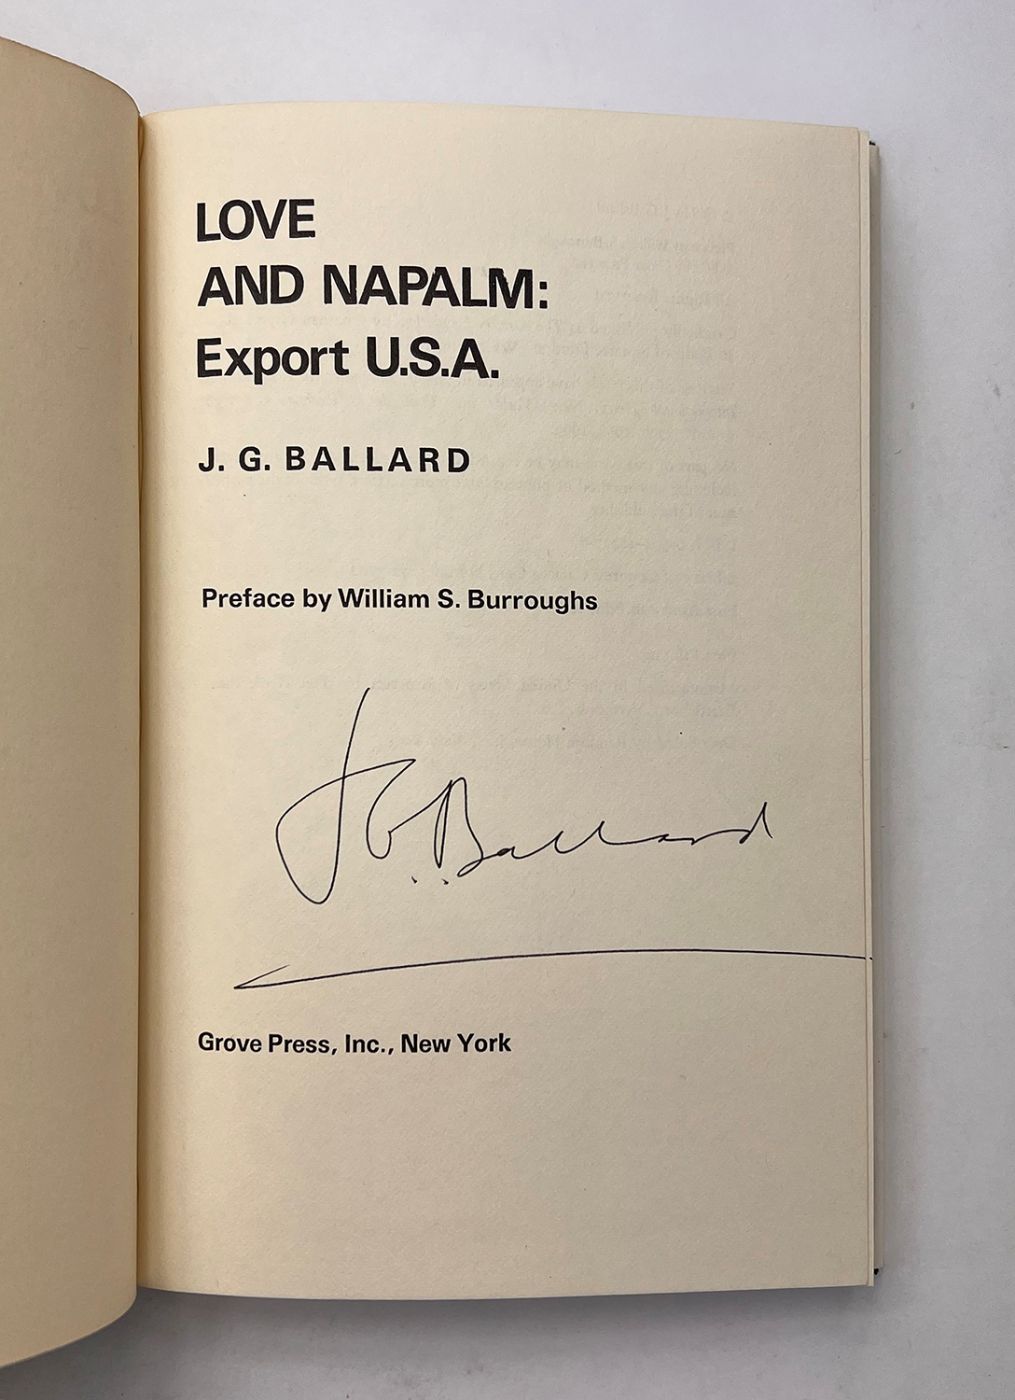 LOVE
AND NAPALM:
Export U.S.A.
J. G. BALLARD
Preface by William S. Burroughs
J G. Ballard
Grove Press, Inc., New York